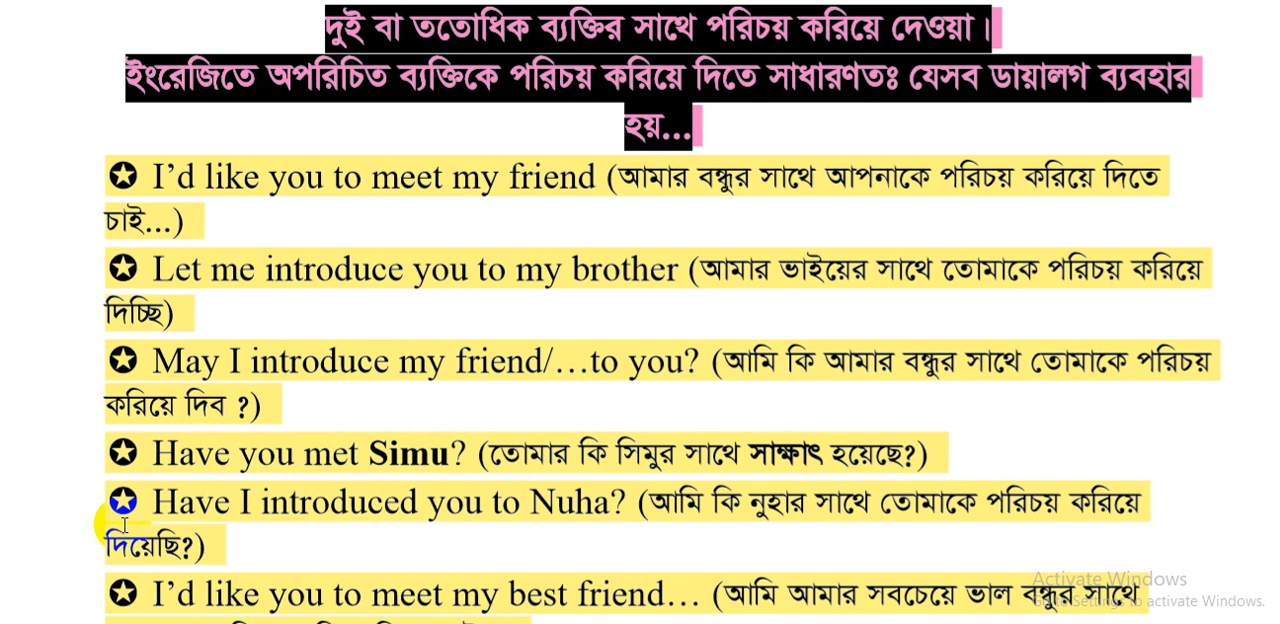 দুই বা ততোধিক ব্যক্তির সাথে পরিচয় করিয়ে দেওয়া।
ইংরেজিতে অপরিচিত ব্যক্তিকে পরিচয় করিয়ে দিতে সাধারণতঃ যেসব ডায়ালগ ব্যবহার
হয়...
✪ I’d like you to meet my friend (আমার বন্ধুর সাথে আপনাকে পরিচয় করিয়ে দিতে
চাই...)
✪ Let me introduce you to my brother (আমার ভাইয়ের সাথে তোমাকে পরিচয় করিয়ে
দিচ্ছি)
✪ May I introduce my friend/…to you? (আমি কি আমার বন্ধুর সাথে তোমাকে পরিচয়
করিয়ে দিব ?)
✪ Have you met Simu? (তোমার কি সিমুর সাথে সাক্ষাৎ হয়েছে?)
✪ Have I introduced you to Nuha? (আমি কি নুহার সাথে তোমাকে পরিচয় করিয়ে
দিয়েছি?)
✪ I’d like you to meet my best friend… (আমি আমার সবচেয়ে ভাল বন্ধুর সাথে
Activate Windows
Go to Settings to activate Windows.